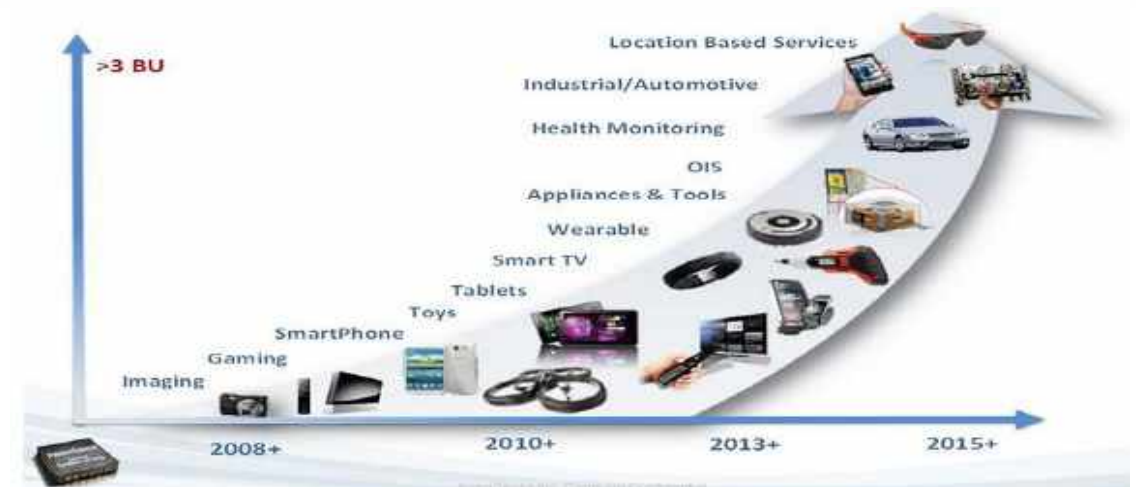 >3 BU
Location Based Services
Industrial/Automotive
Health Monitoring
OIS
Appliances & Tools
Wearable
Smart TV
Tablets
Toys
SmartPhone
Gaming
Imaging
2008+
2010+
2013+
2015+